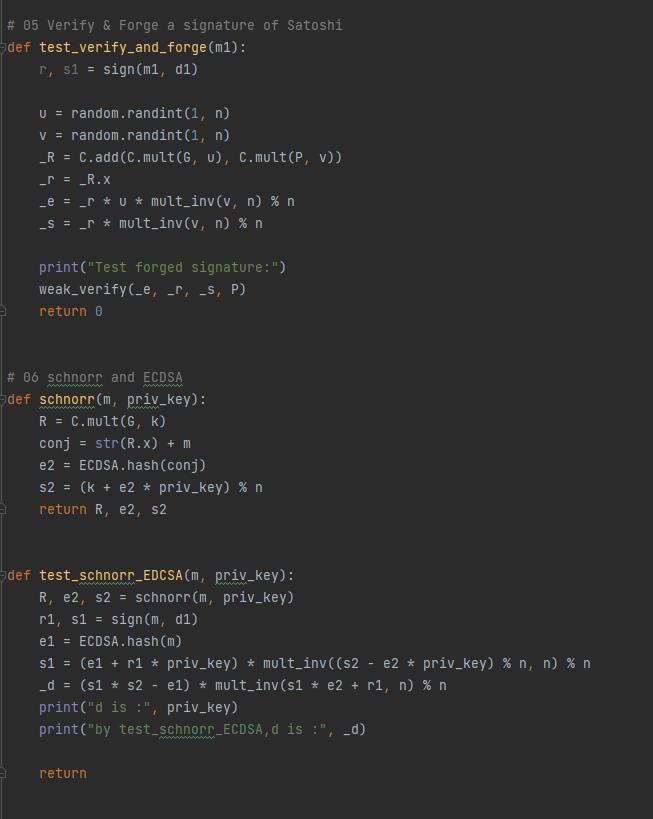 # 05 Verify & Forge a signature of Satoshi
def test_verify_and_forge(m1):
    r, s1 = sign(m1, d1)

    u = random.randint(1, n)
    v = random.randint(1, n)
    _R = C.add(C.mult(G, u), C.mult(P, v))
    _r = _R.x
    _e = _r * u * mult_inv(v, n) % n
    _s = _r * mult_inv(v, n) % n

    print("Test forged signature:")
    weak_verify(_e, _r, _s, P)
    return 0


# 06 schnorr and ECDSA
def schnorr(m, priv_key):
    R = C.mult(G, k)
    conj = str(R.x) + m
    e2 = ECDSA.hash(conj)
    s2 = (k + e2 * priv_key) % n
    return R, e2, s2


def test_schnorr_EDCSA(m, priv_key):
    R, e2, s2 = schnorr(m, priv_key)
    r1, s1 = sign(m, d1)
    e1 = ECDSA.hash(m)
    s1 = (e1 + r1 * priv_key) * mult_inv((s2 - e2 * priv_key) % n, n) % n
    _d = (s1 * s2 - e1) * mult_inv(s1 * e2 + r1, n) % n
    print("d is :", priv_key)
    print("by test_schnorr_ECDSA,d is :", _d)

    return